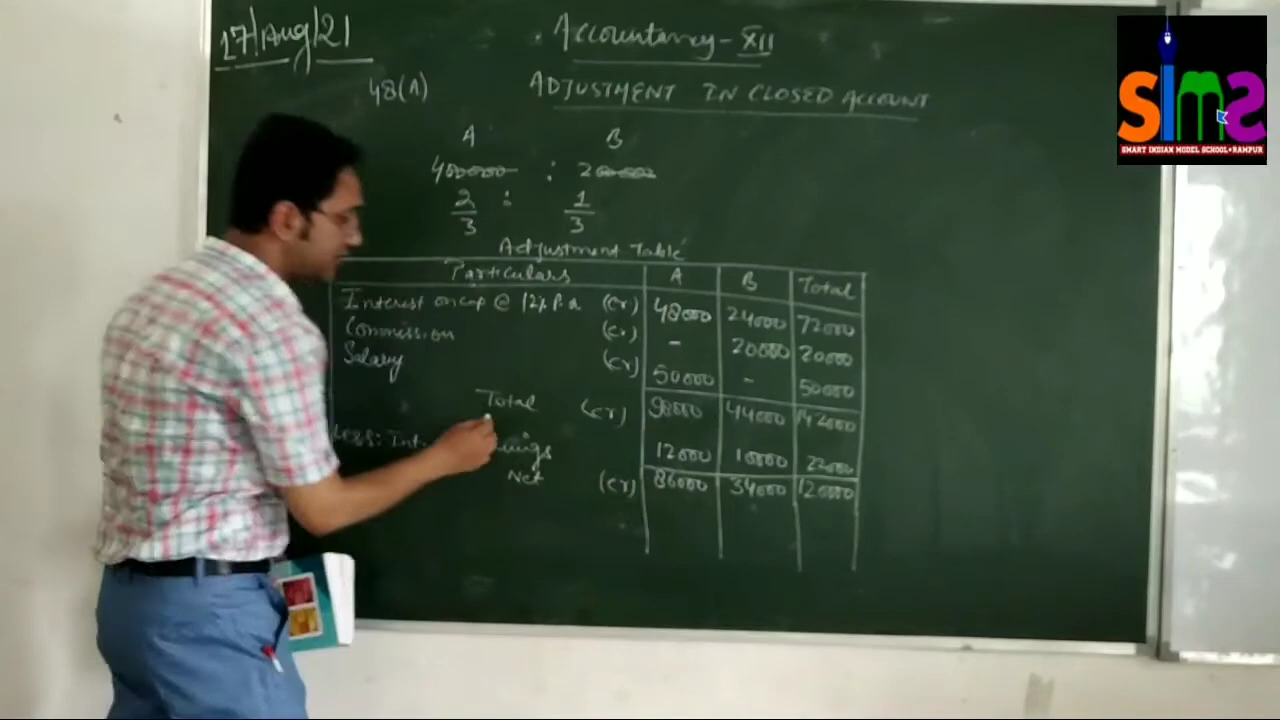 17/Aug/21
Accountancy-XII
48(A)
ADJUSTMENT IN CLOSED ACCOUNT
A B
400000 : 200000
2/3 : 1/3
Adjustment Table
Particulars A B Total
Interest on cap @ 12% P.a (Cr) 48000 24000 72000
Commission (Cr) - 20000 20000
Salary (Cr) 50000 - 50000
Total (Cr) 98000 44000 142000
Less: Int. 12000 10000 22000
Net (Cr) 86000 34000 120000
SIMS
SMART INDIAN MODEL SCHOOL RAMPUR